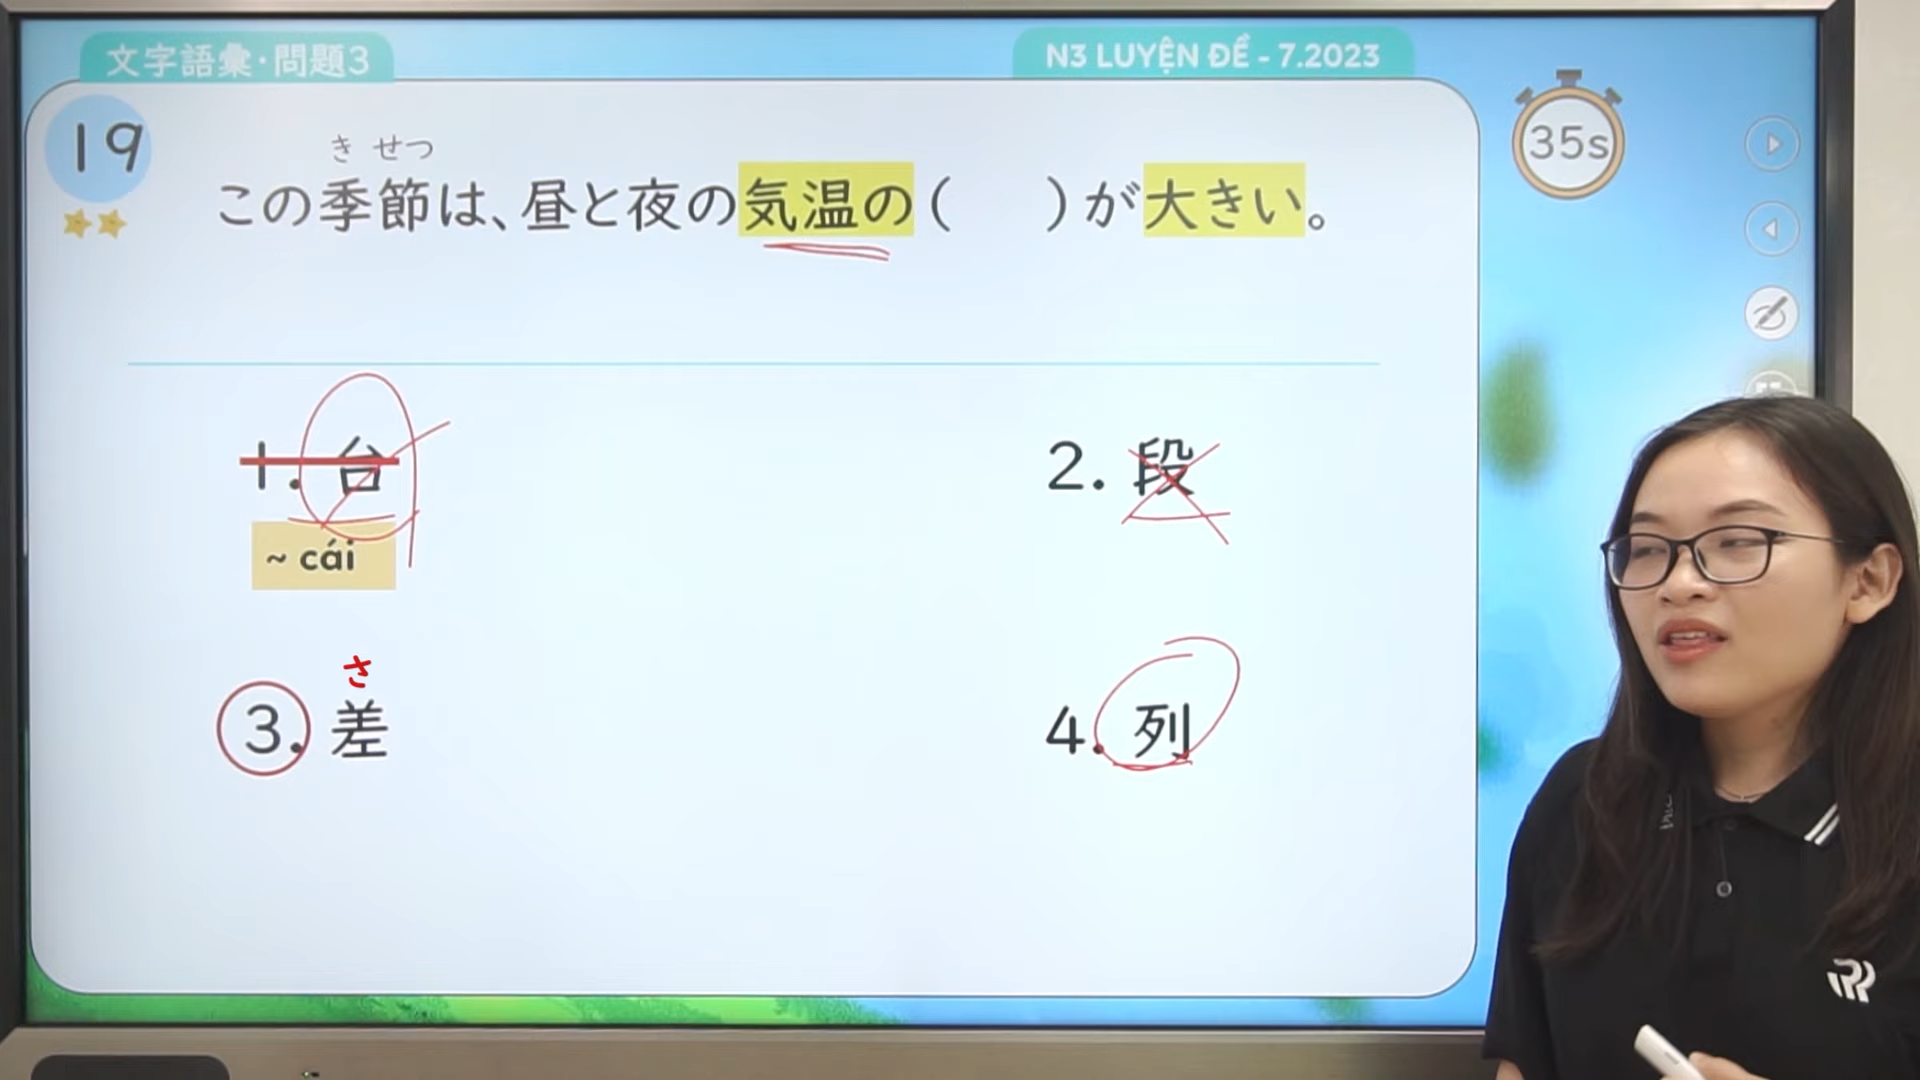 文字語彙・問題3
N3 LUYỆN ĐỀ - 7.2023
35s
19
き せつ
この季節は、昼と夜の気温の（　　）が大きい。
1. 台
~ cái
2. 段
さ
3. 差
4. 列